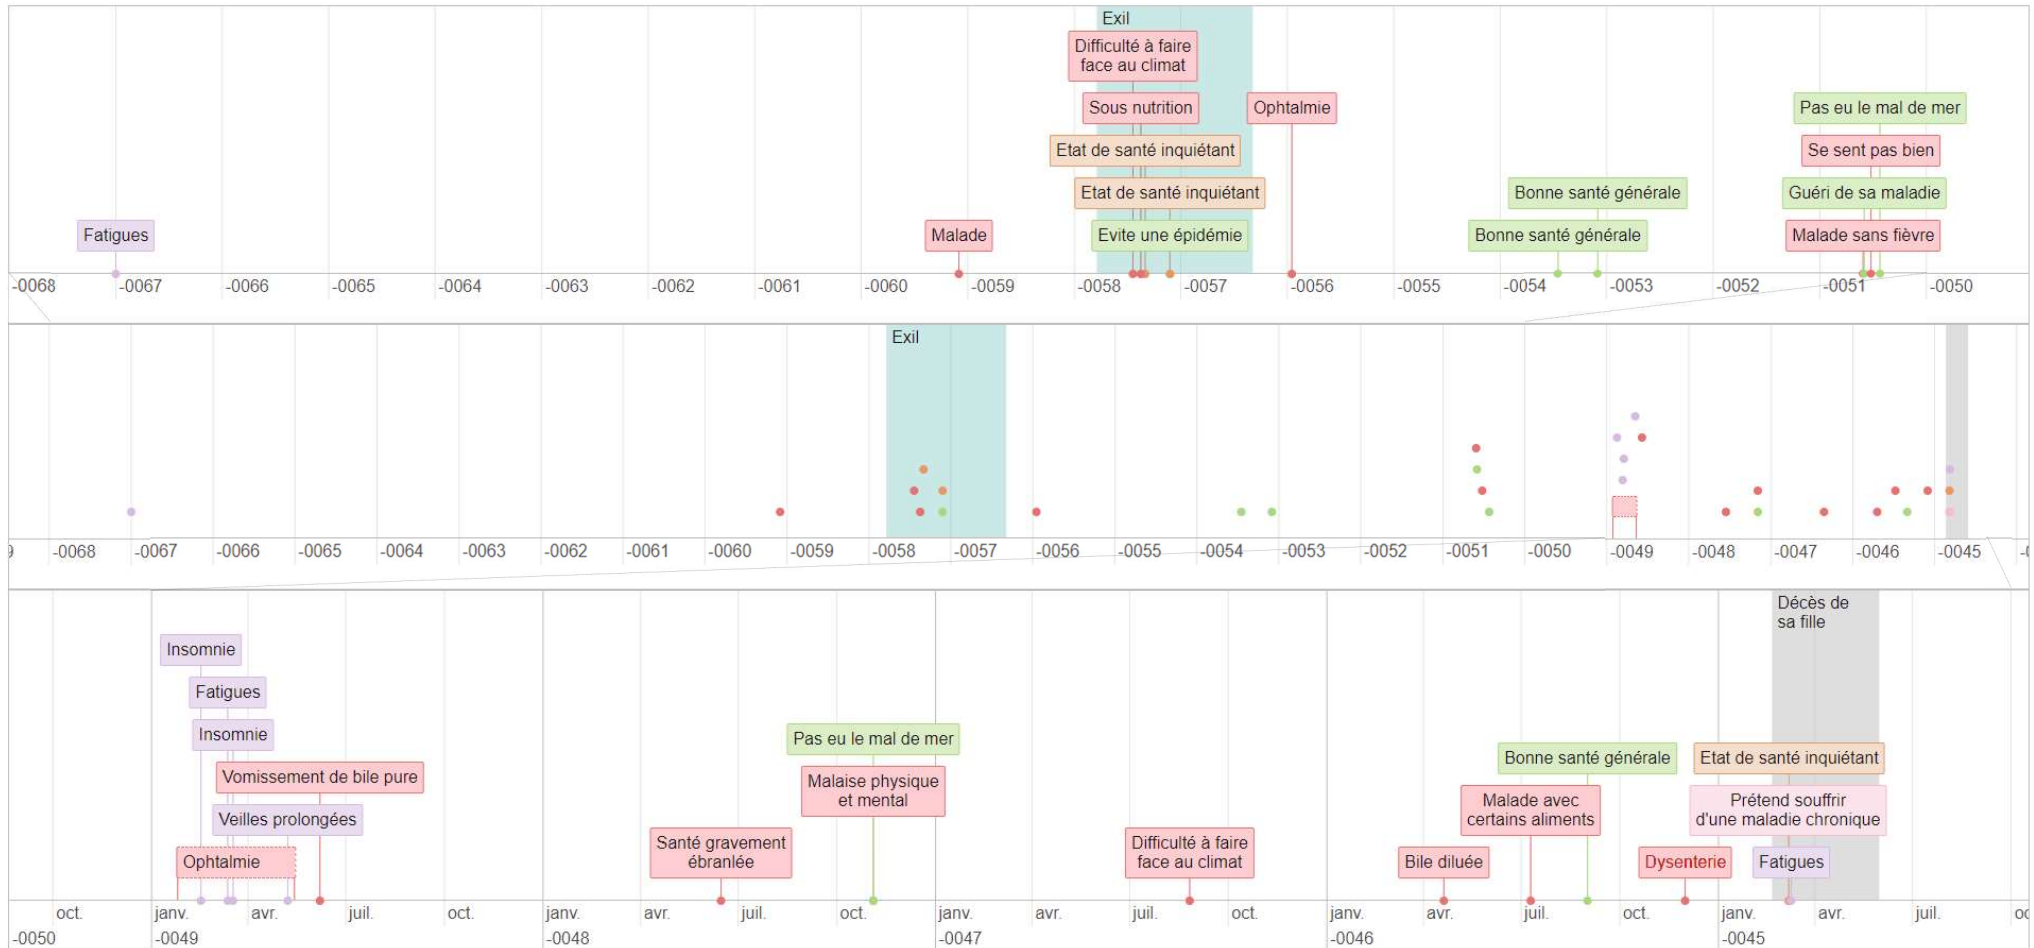 Exil
Difficulté à faire
face au climat
Sous nutrition
Ophtalmie
Pas eu le mal de mer
Etat de santé inquiétant
Se sent pas bien
Etat de santé inquiétant
Bonne santé générale
Guéri de sa maladie
Fatigues
Malade
Evite une épidémie
Bonne santé générale
Malade sans fièvre
-0068 -0067 -0066 -0065 -0064 -0063 -0062 -0061 -0060 -0059 -0058 -0057 -0056 -0055 -0054 -0053 -0052 -0051 -0050
Exil
9 -0068 -0067 -0066 -0065 -0064 -0063 -0062 -0061 -0060 -0059 -0058 -0057 -0056 -0055 -0054 -0053 -0052 -0051 -0050 -0049 -0048 -0047 -0046 -0045
Décès de
sa fille
Insomnie
Fatigues
Insomnie
Pas eu le mal de mer
Bonne santé générale
Etat de santé inquiétant
Vomissement de bile pure
Malaise physique
et mental
Malade avec
certains aliments
Prétend souffrir
d'une maladie chronique
Veilles prolongées
Santé gravement
ébranlée
Difficulté à faire
face au climat
Ophtalmie
Bile diluée
Dysenterie
Fatigues
oct. janv. avr. juil. oct. janv. avr. juil. oct. janv. avr. juil. oct. janv. avr. juil. oct. janv. avr. juil. oc
-0050 -0049 -0048 -0047 -0046 -0045